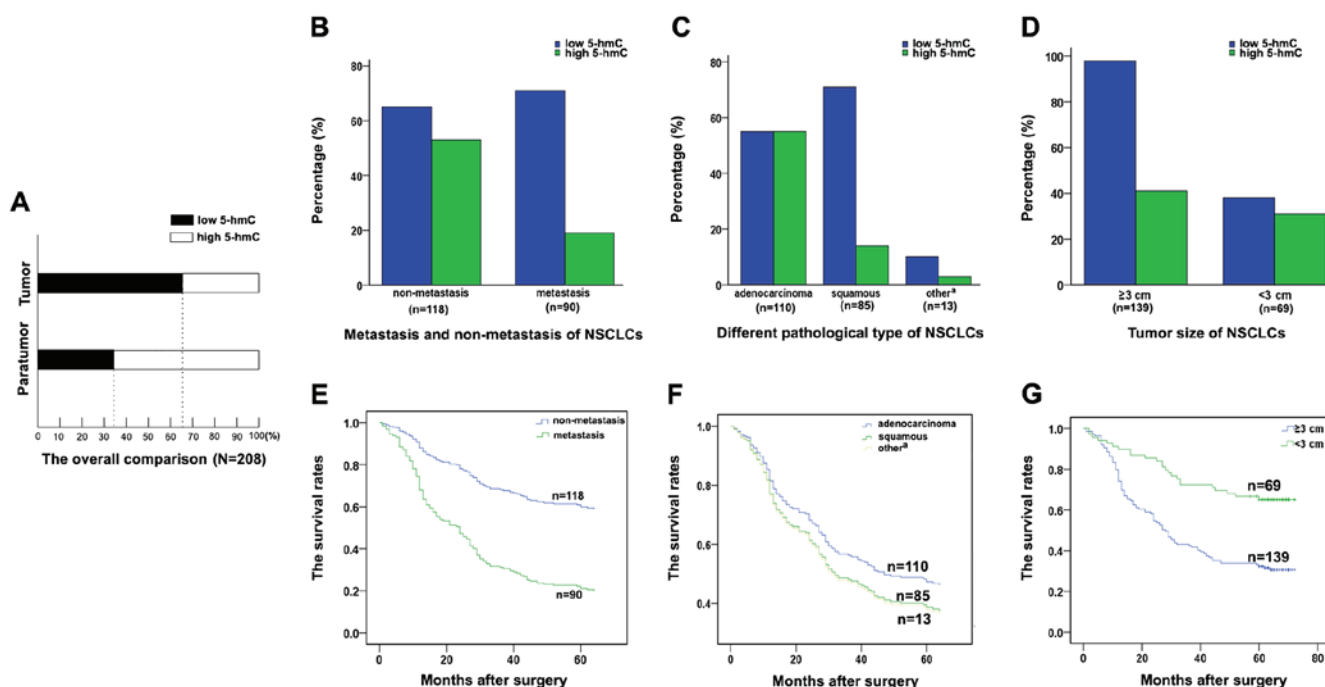 A
low 5-hmC
high 5-hmC
Tumor
Paratumor
0 10 20 30 40 50 60 70 80 90 100(%)
The overall comparison (N=208)
B
low 5-hmC
high 5-hmC
Percentage (%)
80
60
40
20
0
non-metastasis metastasis
(n=118) (n=90)
Metastasis and non-metastasis of NSCLCs
C
low 5-hmC
high 5-hmC
Percentage (%)
80
60
40
20
0
adenocarcinoma squamous otherᵃ
(n=110) (n=85) (n=13)
Different pathological type of NSCLCs
D
low 5-hmC
high 5-hmC
Percentage (%)
100
80
60
40
20
0
≥3 cm <3 cm
(n=139) (n=69)
Tumor size of NSCLCs
E
non-metastasis
metastasis
The survival rates
1.0
0.8
0.6
0.4
0.2
0.0
n=118
n=90
0 20 40 60
Months after surgery
F
adenocarcinoma
squamous
otherᵃ
The survival rates
1.0
0.8
0.6
0.4
n=110
n=85
n=13
0 20 40 60
Months after surgery
G
≥3 cm
<3 cm
The survival rates
1.0
0.8
0.6
0.4
0.2
0.0
n=69
n=139
0 20 40 60 80
Months after surgery